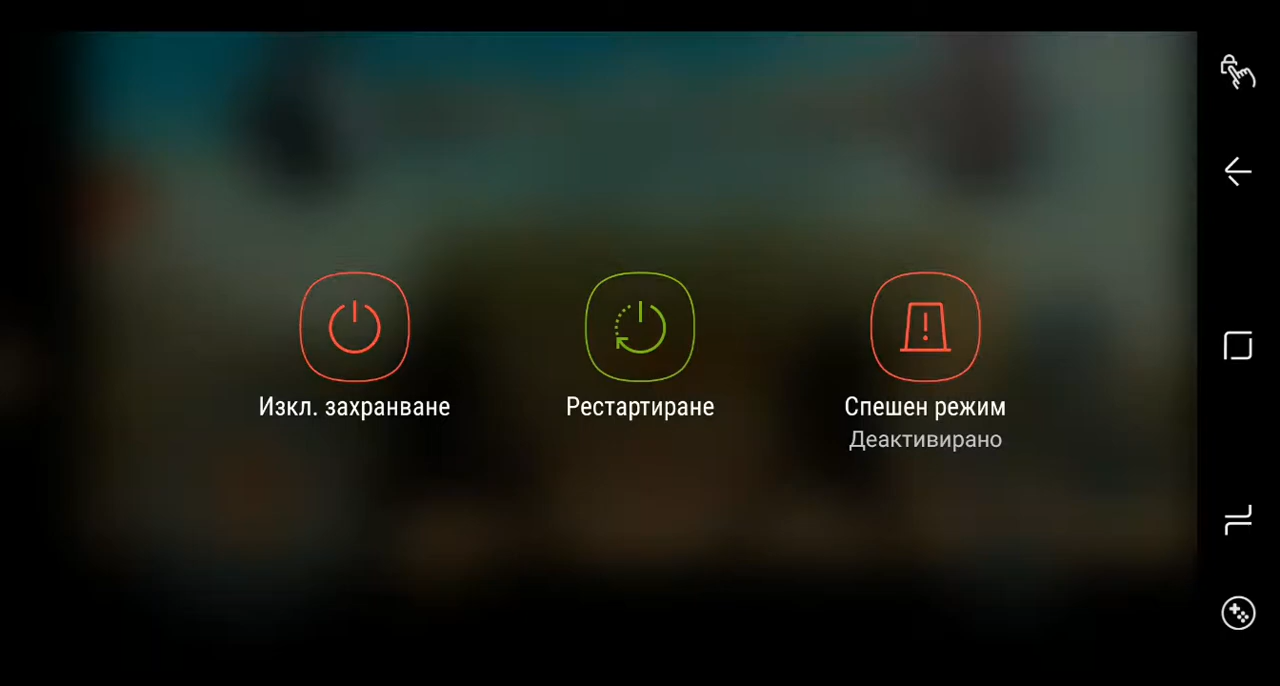 Изкл. захранване
Рестартиране
Спешен режим
Деактивирано